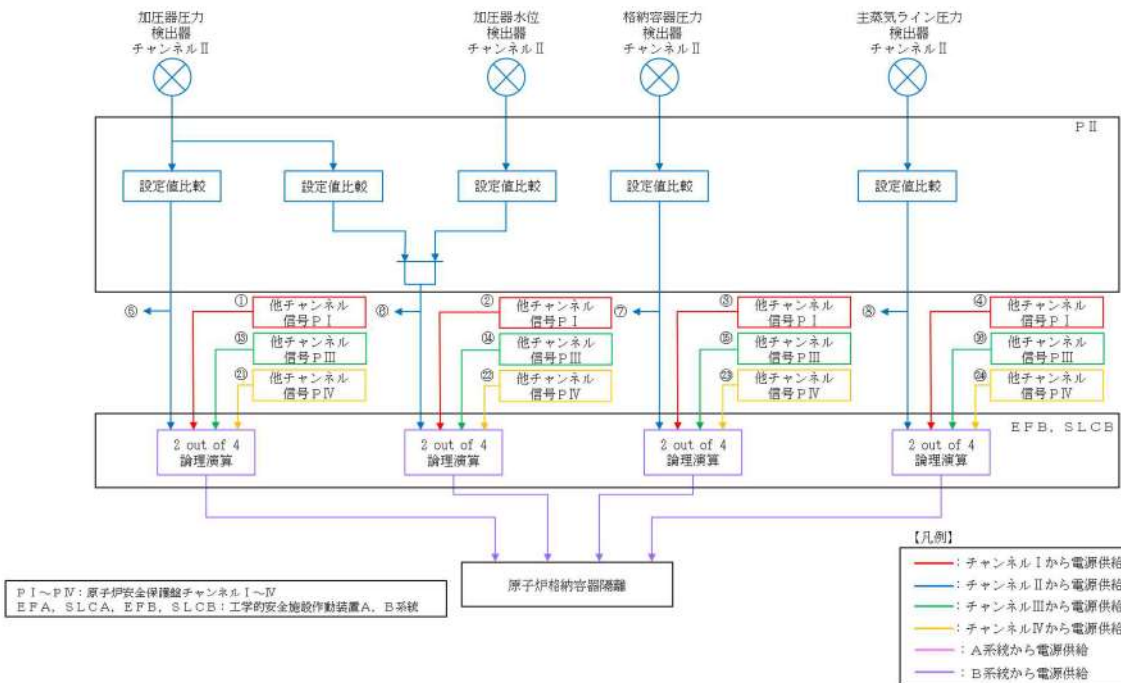 加圧器圧力
検出器
チャンネルⅡ
加圧器水位
検出器
チャンネルⅡ
格納容器圧力
検出器
チャンネルⅡ
主蒸気ライン圧力
検出器
チャンネルⅡ
PⅡ
設定値比較
設定値比較
設定値比較
設定値比較
設定値比較
⑤
①
他チャンネル
信号PⅠ
⑬
他チャンネル
信号PⅢ
㉑
他チャンネル
信号PⅣ
⑥
②
他チャンネル
信号PⅠ
⑭
他チャンネル
信号PⅢ
㉒
他チャンネル
信号PⅣ
⑦
③
他チャンネル
信号PⅠ
⑮
他チャンネル
信号PⅢ
㉓
他チャンネル
信号PⅣ
⑧
④
他チャンネル
信号PⅠ
⑯
他チャンネル
信号PⅢ
㉔
他チャンネル
信号PⅣ
EFB, SLCB
2 out of 4
論理演算
2 out of 4
論理演算
2 out of 4
論理演算
2 out of 4
論理演算
原子炉格納容器隔離
PⅠ~PⅣ:原子炉安全保護盤チャンネルⅠ~Ⅳ
EFA, SLCA, EFB, SLCB:工学的安全施設作動装置A、B系統
【凡例】
:チャンネルⅠから電源供給
:チャンネルⅡから電源供給
:チャンネルⅢから電源供給
:チャンネルⅣから電源供給
:A系統から電源供給
:B系統から電源供給